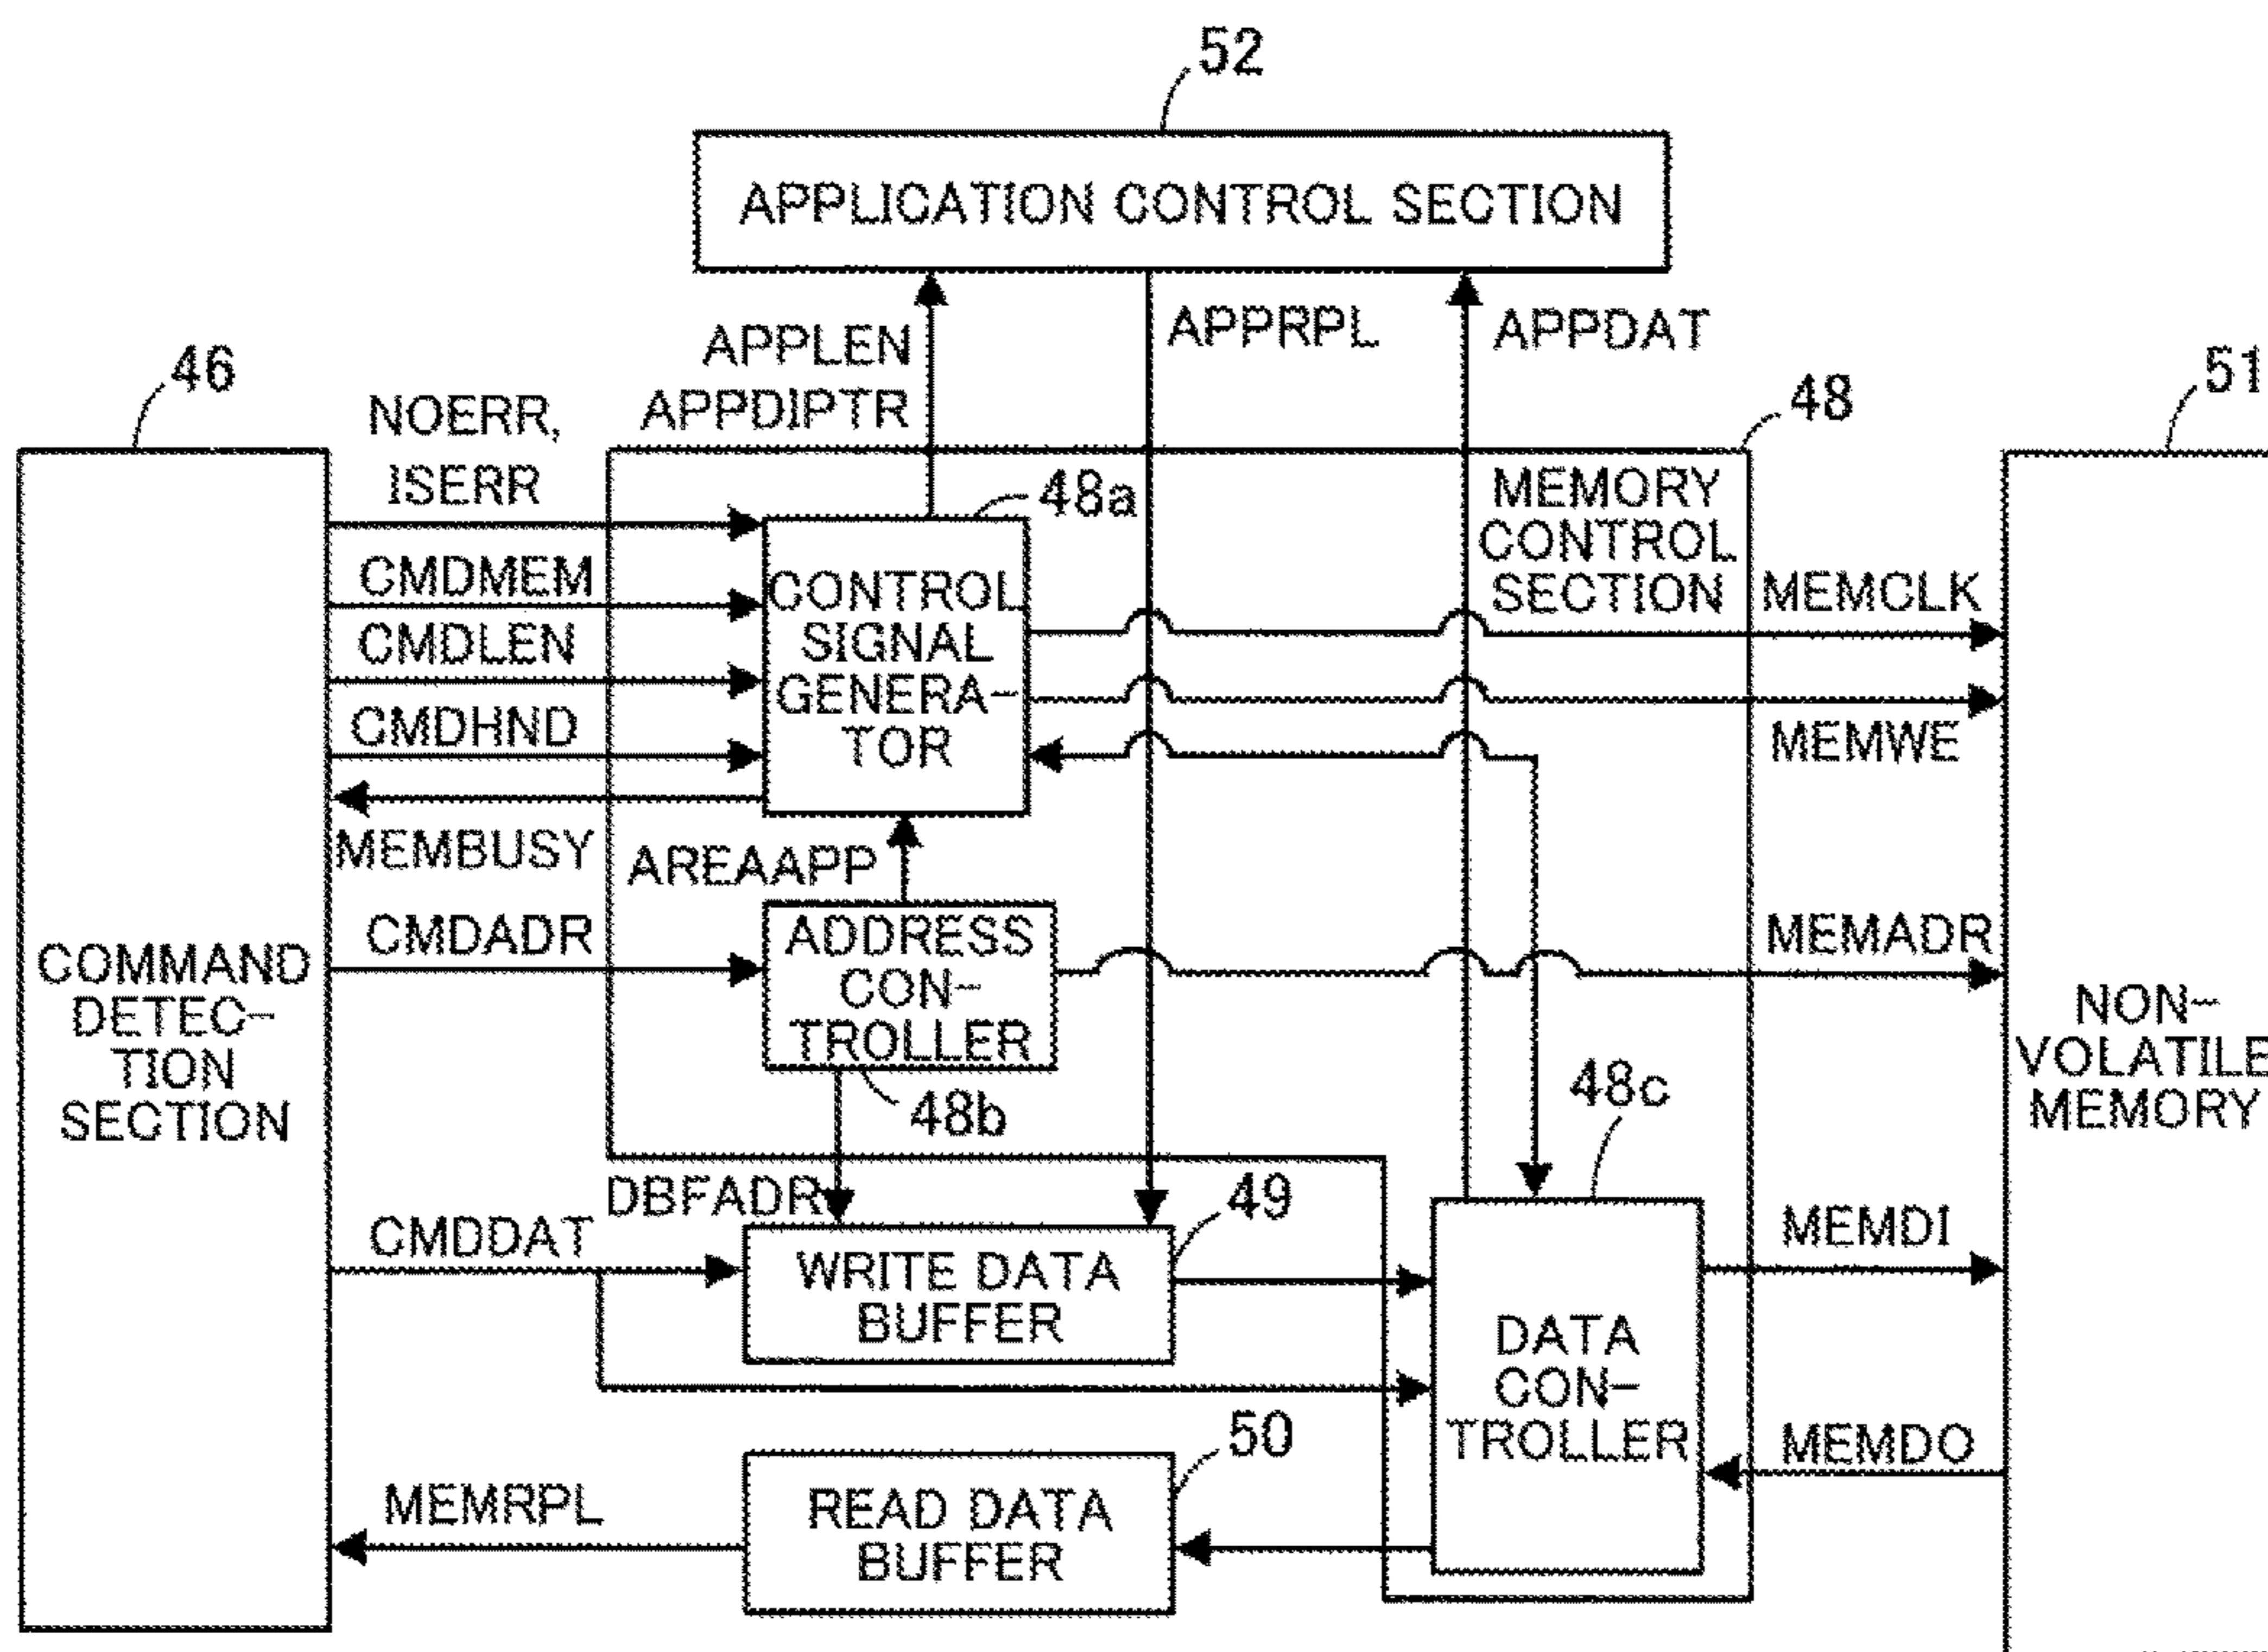 52
APPLICATION CONTROL SECTION
APPLEN
APPDIPTR
APPRPL
APPDAT
46
NOERR,
ISERR
48
51
48a
MEMORY
CONTROL
SECTION
CMDMEM
CMDLEN
CMDHND
MEMBUSY
CONTROL
SIGNAL
GENERA-
TOR
MEMCLK
MEMWE
AREAAPP
CMDADR
ADDRESS
CON-
TROLLER
MEMADR
COMMAND
DETEC-
TION
SECTION
NON-
VOLATILE
MEMORY
48b
48c
DBFADR
49
CMDDAT
WRITE DATA
BUFFER
MEMDI
DATA
CON-
TROLLER
50
MEMDO
MEMRPL
READ DATA
BUFFER